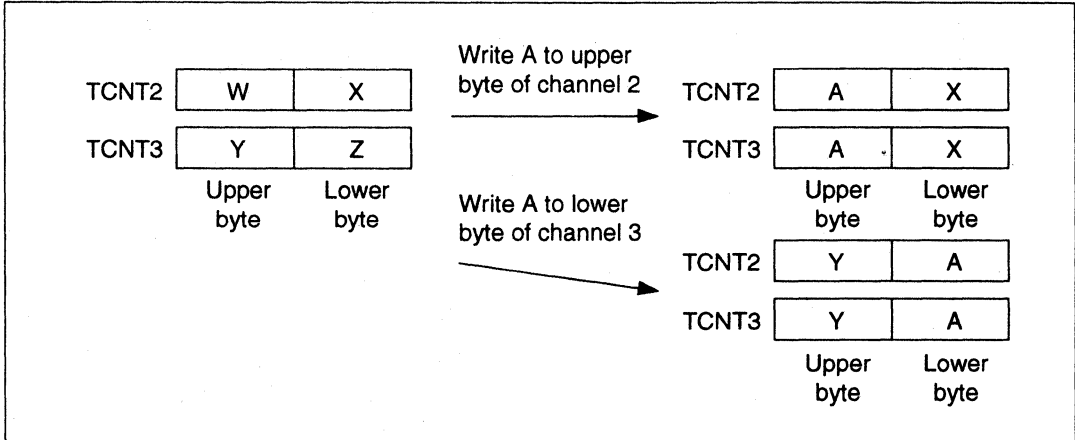 TCNT2 W X
TCNT3 Y Z
Upper byte Lower byte
Write A to upper
byte of channel 2
Write A to lower
byte of channel 3
TCNT2 A X
TCNT3 A X
Upper byte Lower byte
TCNT2 Y A
TCNT3 Y A
Upper byte Lower byte